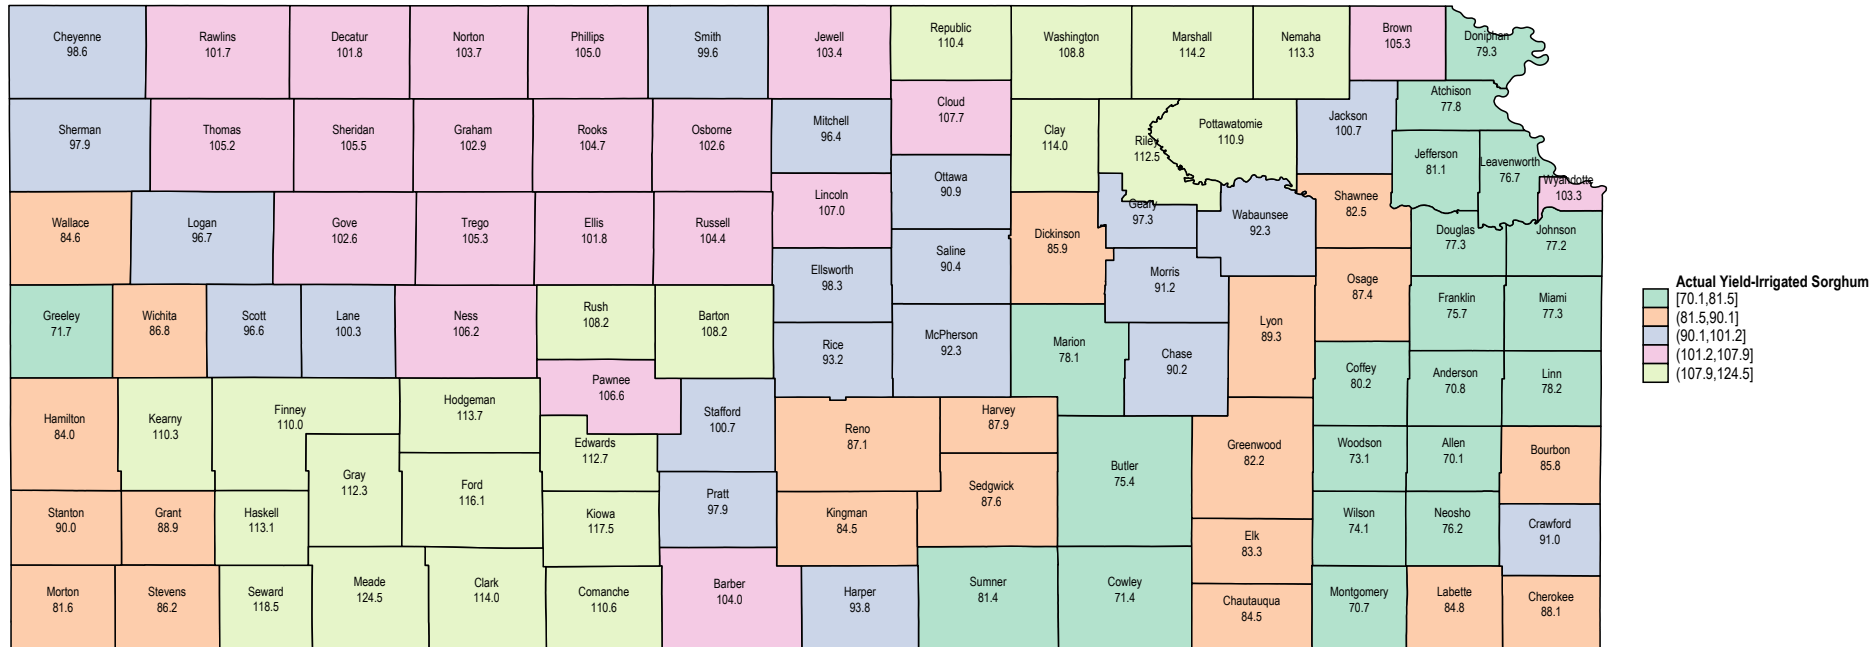 Cheyenne
98.6
Rawlins
101.7
Decatur
101.8
Norton
103.7
Phillips
105.0
Smith
99.6
Jewell
103.4
Republic
110.4
Washington
108.8
Marshall
114.2
Nemaha
113.3
Brown
105.3
Doniphan
79.3
Sherman
97.9
Thomas
105.2
Sheridan
105.5
Graham
102.9
Rooks
104.7
Osborne
102.6
Mitchell
96.4
Cloud
107.7
Clay
114.0
Riley
112.5
Pottawatomie
110.9
Jackson
100.7
Atchison
77.8
Jefferson
81.1
Leavenworth
76.7
Wyandotte
103.3
Wallace
84.6
Logan
96.7
Gove
102.6
Trego
105.3
Ellis
101.8
Russell
104.4
Lincoln
107.0
Ottawa
90.9
Saline
90.4
Dickinson
85.9
Geary
97.3
Wabaunsee
92.3
Shawnee
82.5
Douglas
77.3
Johnson
77.2
Ellsworth
98.3
Morris
91.2
Osage
87.4
Franklin
75.7
Miami
77.3
Greeley
71.7
Wichita
86.8
Scott
96.6
Lane
100.3
Ness
106.2
Rush
108.2
Barton
108.2
Rice
93.2
McPherson
92.3
Marion
78.1
Chase
90.2
Lyon
89.3
Coffey
80.2
Anderson
70.8
Linn
78.2
Pawnee
106.6
Hamilton
84.0
Kearny
110.3
Finney
110.0
Hodgeman
113.7
Stafford
100.7
Edwards
112.7
Reno
87.1
Harvey
87.9
Butler
75.4
Greenwood
82.2
Woodson
73.1
Allen
70.1
Bourbon
85.8
Gray
112.3
Ford
116.1
Sedgwick
87.6
Stanton
90.0
Grant
88.9
Haskell
113.1
Kiowa
117.5
Pratt
97.9
Kingman
84.5
Elk
83.3
Wilson
74.1
Neosho
76.2
Crawford
91.0
Morton
81.6
Stevens
86.2
Seward
118.5
Meade
124.5
Clark
114.0
Comanche
110.6
Barber
104.0
Harper
93.8
Sumner
81.4
Cowley
71.4
Chautauqua
84.5
Montgomery
70.7
Labette
84.8
Cherokee
88.1
Actual Yield-Irrigated Sorghum
[70.1,81.5]
(81.5,90.1]
(90.1,101.2]
(101.2,107.9]
(107.9,124.5]